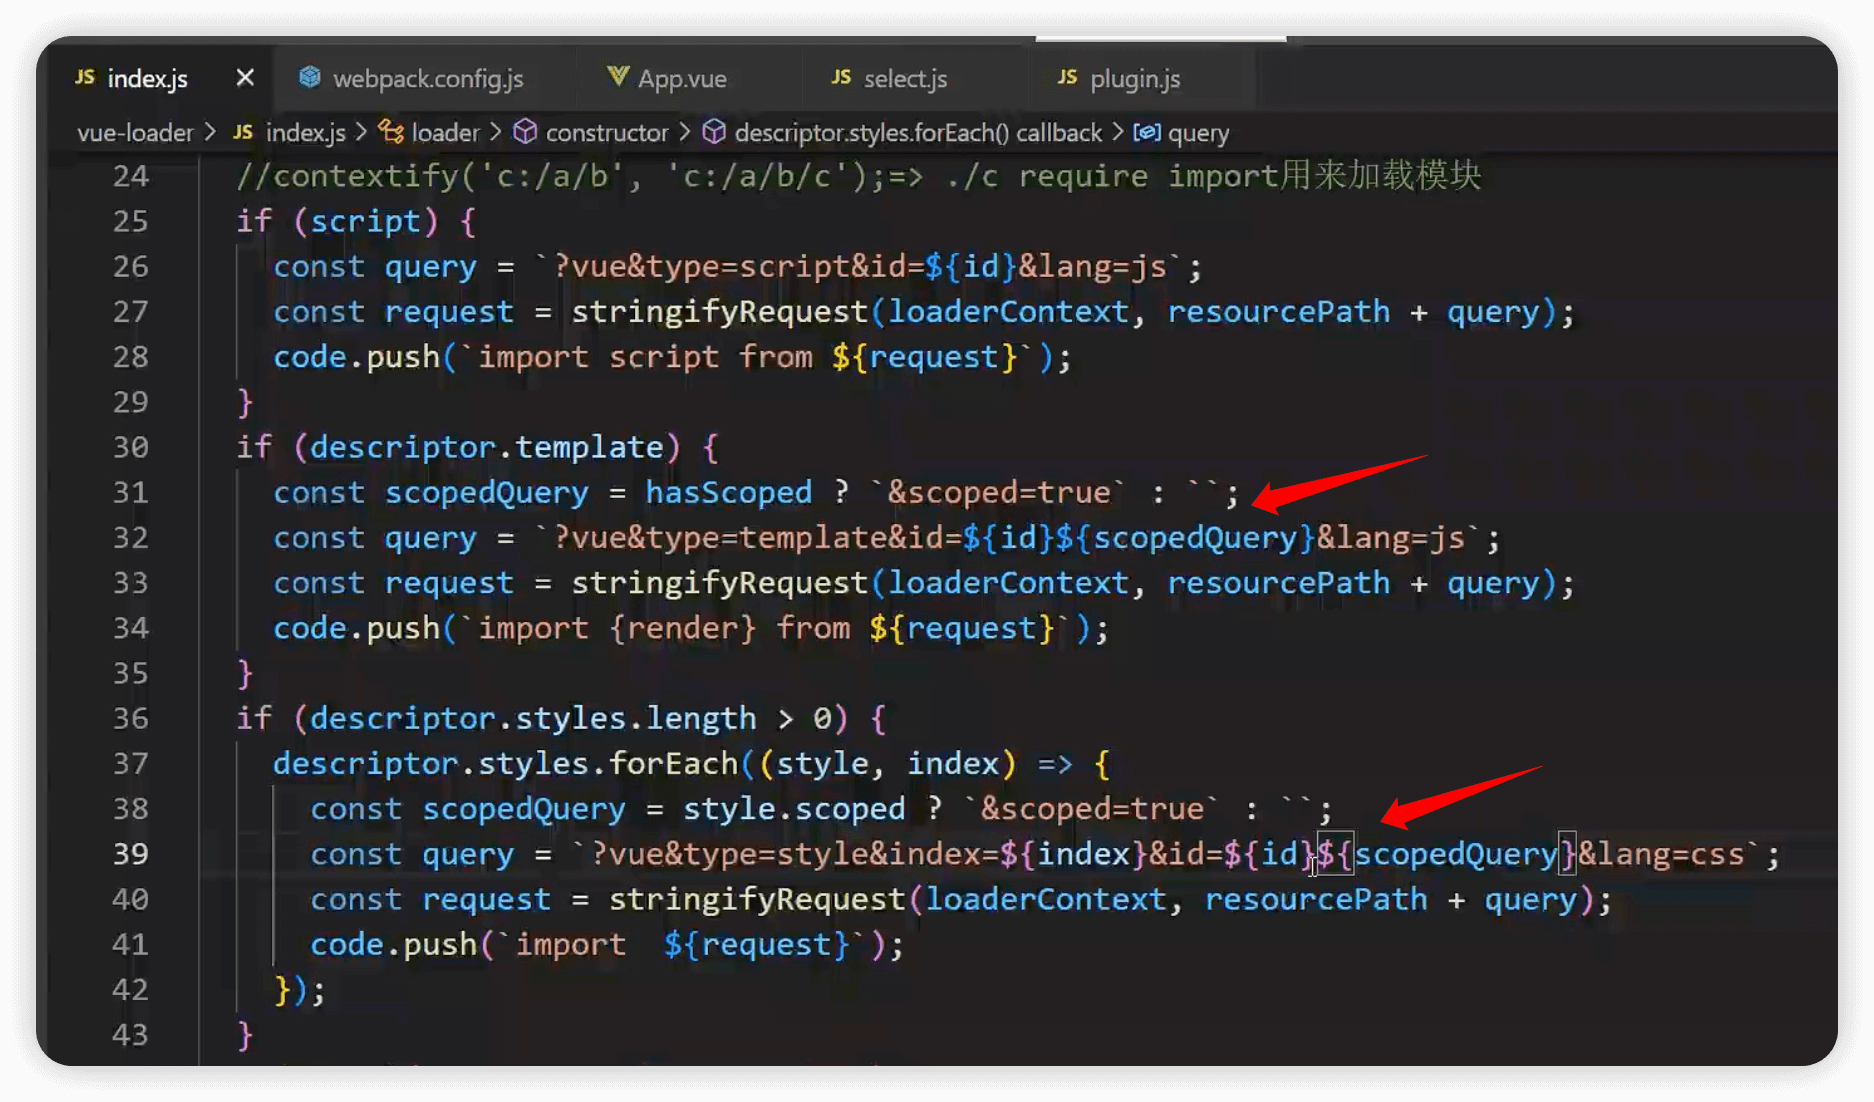 JS index.js × webpack.config.js App.vue JS select.js JS plugin.js
vue-loader > JS index.js > loader > constructor > descriptor.styles.forEach() callback > query
24 //contextify('c:/a/b', 'c:/a/b/c');=> ./c require import用来加载模块
25 if (script) {
26 const query = `?vue&type=script&id=${id}&lang=js`;
27 const request = stringifyRequest(loaderContext, resourcePath + query);
28 code.push(`import script from ${request}`);
29 }
30 if (descriptor.template) {
31 const scopedQuery = hasScoped ? `&scoped=true` : ``;
32 const query = `?vue&type=template&id=${id}${scopedQuery}&lang=js`;
33 const request = stringifyRequest(loaderContext, resourcePath + query);
34 code.push(`import {render} from ${request}`);
35 }
36 if (descriptor.styles.length > 0) {
37 descriptor.styles.forEach((style, index) => {
38 const scopedQuery = style.scoped ? `&scoped=true` : ``;
39 const query = `?vue&type=style&index=${index}&id=${id}${scopedQuery}&lang=css`;
40 const request = stringifyRequest(loaderContext, resourcePath + query);
41 code.push(`import  ${request}`);
42 });
43 }